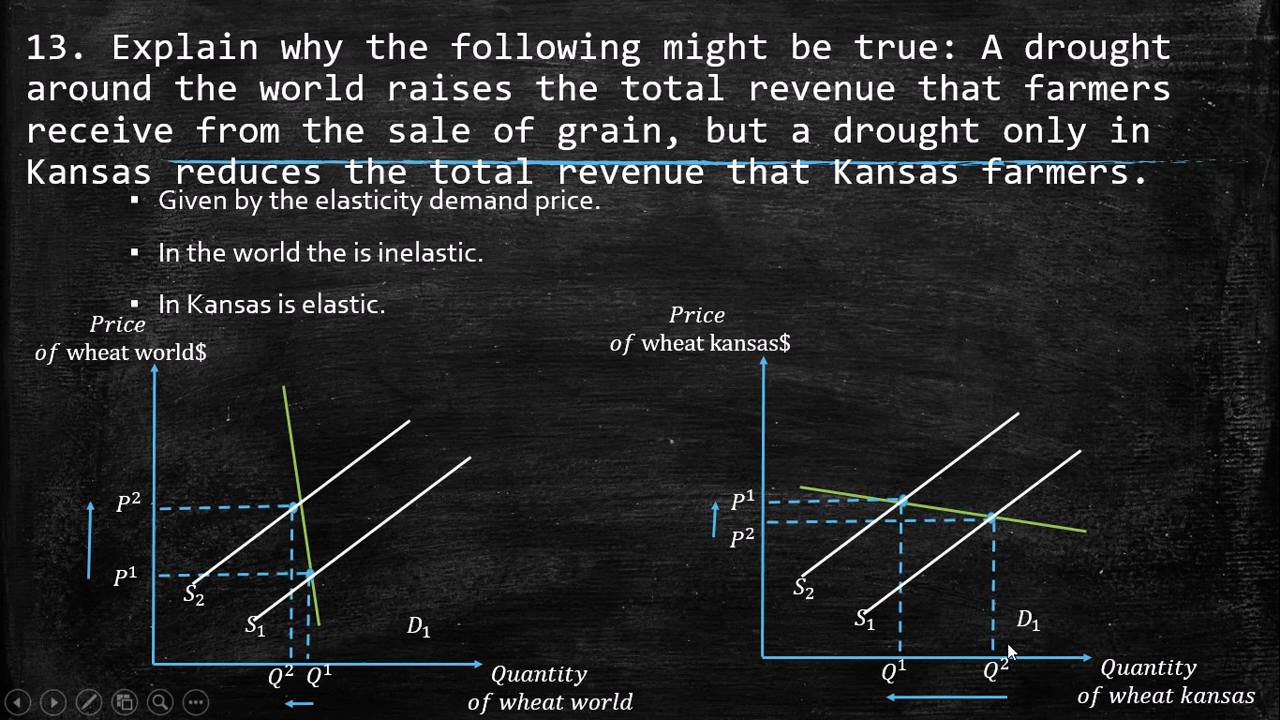 13. Explain why the following might be true: A drought
around the world raises the total revenue that farmers
receive from the sale of grain, but a drought only in
Kansas reduces the total revenue that Kansas farmers.
▪ Given by the elasticity demand price.
▪ In the world the is inelastic.
▪ In Kansas is elastic.
Price
of wheat world$
P²
P¹
S₂
S₁
D₁
Q² Q¹
Quantity
of wheat world
Price
of wheat kansas$
P¹
P²
S₂
S₁
D₁
Q¹
Q²
Quantity
of wheat kansas